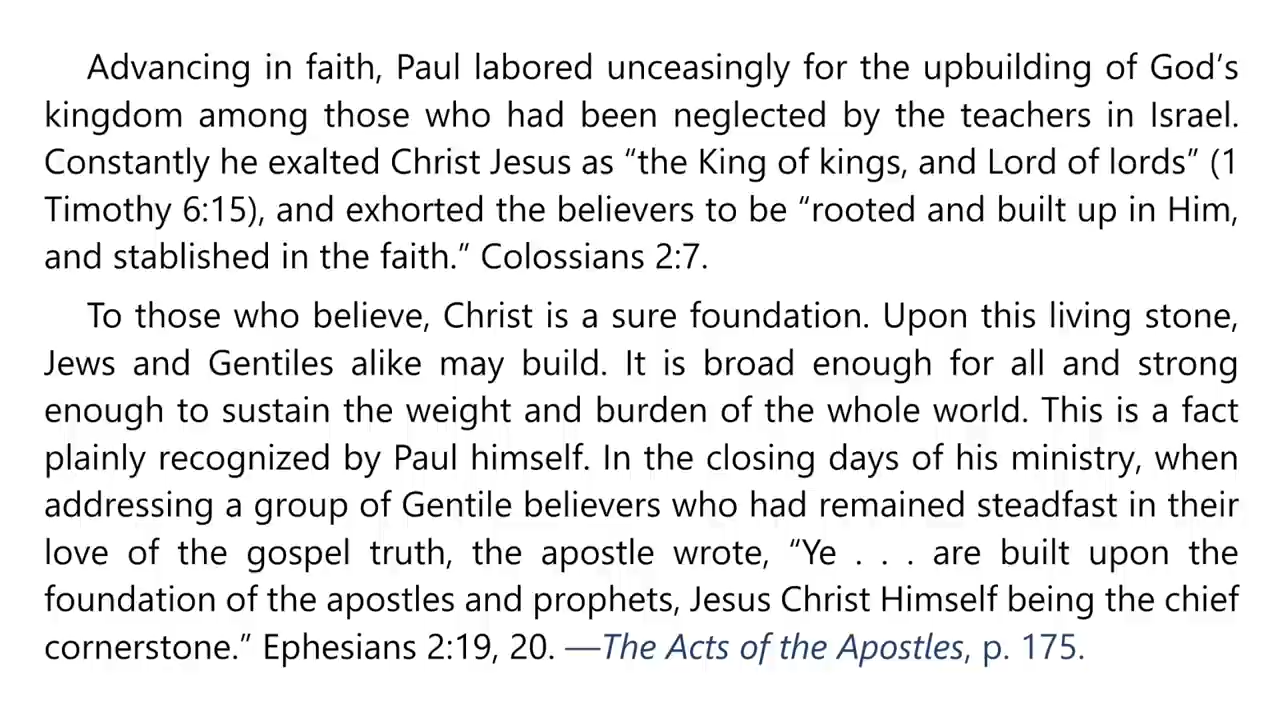 Advancing in faith, Paul labored unceasingly for the upbuilding of God’s
kingdom among those who had been neglected by the teachers in Israel.
Constantly he exalted Christ Jesus as “the King of kings, and Lord of lords” (1
Timothy 6:15), and exhorted the believers to be “rooted and built up in Him,
and stablished in the faith.” Colossians 2:7.
To those who believe, Christ is a sure foundation. Upon this living stone,
Jews and Gentiles alike may build. It is broad enough for all and strong
enough to sustain the weight and burden of the whole world. This is a fact
plainly recognized by Paul himself. In the closing days of his ministry, when
addressing a group of Gentile believers who had remained steadfast in their
love of the gospel truth, the apostle wrote, “Ye . . . are built upon the
foundation of the apostles and prophets, Jesus Christ Himself being the chief
cornerstone.” Ephesians 2:19, 20. —The Acts of the Apostles, p. 175.